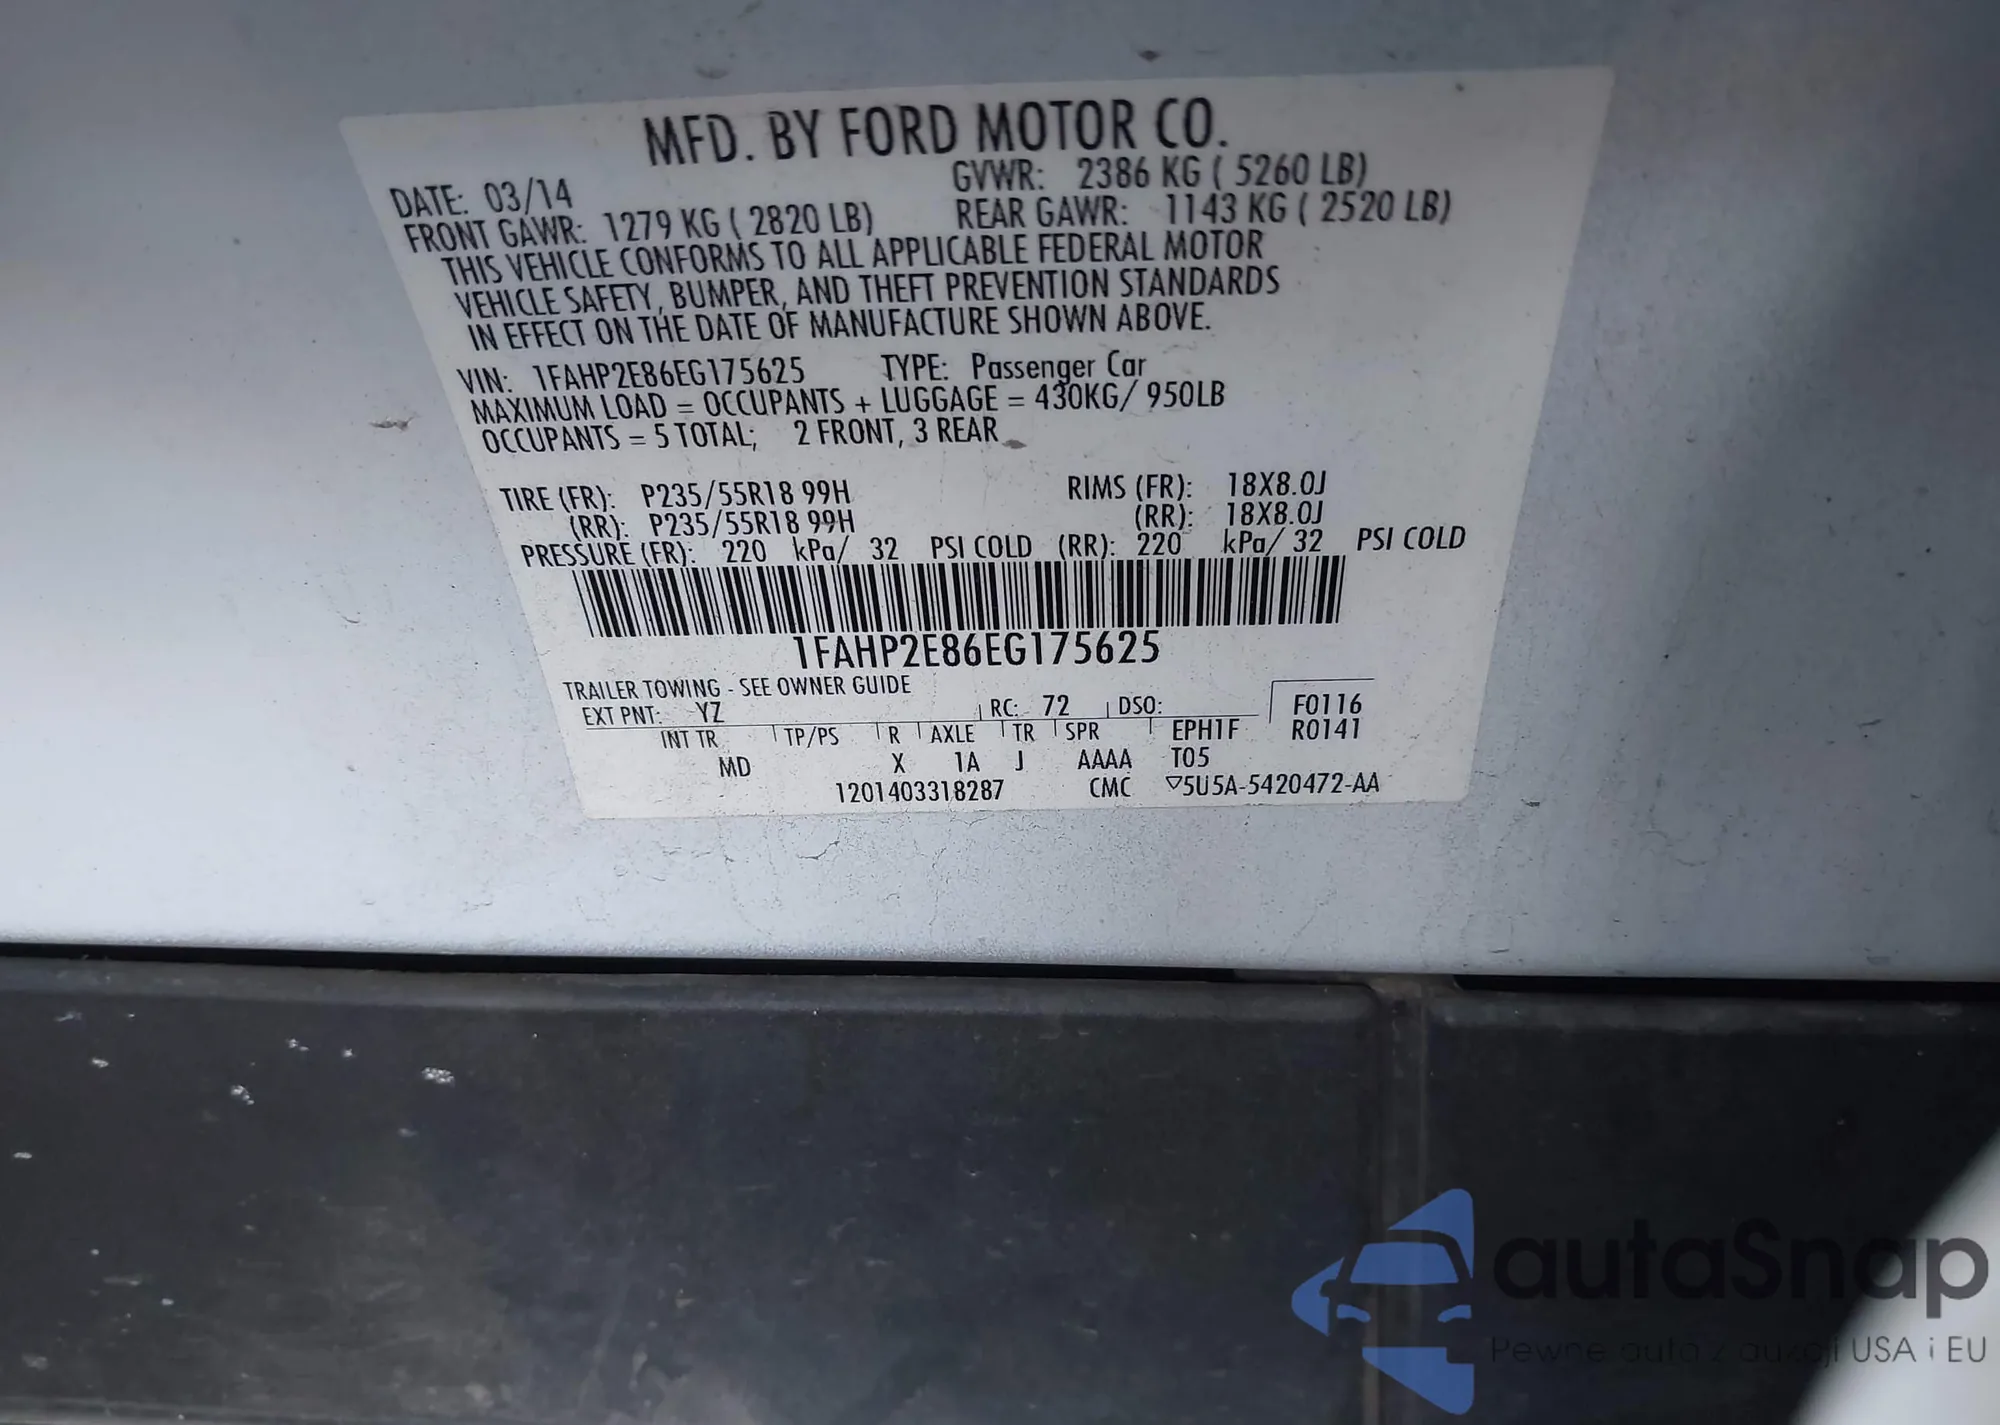 MFD. BY FORD MOTOR CO.
DATE: 03/14 GVWR: 2386 KG ( 5260 LB)
FRONT GAWR: 1279 KG ( 2820 LB) REAR GAWR: 1143 KG ( 2520 LB)
THIS VEHICLE CONFORMS TO ALL APPLICABLE FEDERAL MOTOR
VEHICLE SAFETY, BUMPER, AND THEFT PREVENTION STANDARDS
IN EFFECT ON THE DATE OF MANUFACTURE SHOWN ABOVE.
VIN: 1FAHP2E86EG175625 TYPE: Passenger Car
MAXIMUM LOAD = OCCUPANTS + LUGGAGE = 430KG/ 950LB
OCCUPANTS = 5 TOTAL; 2 FRONT, 3 REAR
TIRE (FR): P235/55R18 99H RIMS (FR): 18X8.0J
(RR): P235/55R18 99H (RR): 18X8.0J
PRESSURE (FR): 220 kPa/ 32 PSI COLD (RR): 220 kPa/ 32 PSI COLD
1FAHP2E86EG175625
TRAILER TOWING - SEE OWNER GUIDE
EXT PNT: YZ RC: 72 DSO: F0116
INT TR TP/PS R AXLE TR SPR EPH1F R0141
MD X 1A J AAAA T05
1201403318287 CMC ▽5U5A-5420472-AA
autaSnap
Pewne auto z aukcji USA i EU